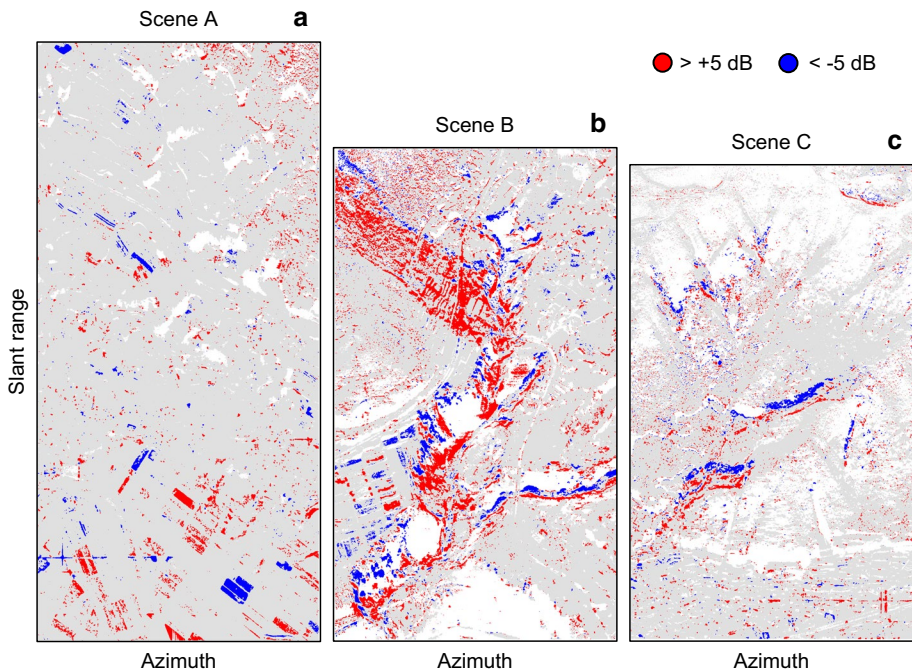 Scene A
a
Scene B
b
Scene C
c
> +5 dB
< -5 dB
Slant range
Azimuth
Azimuth
Azimuth